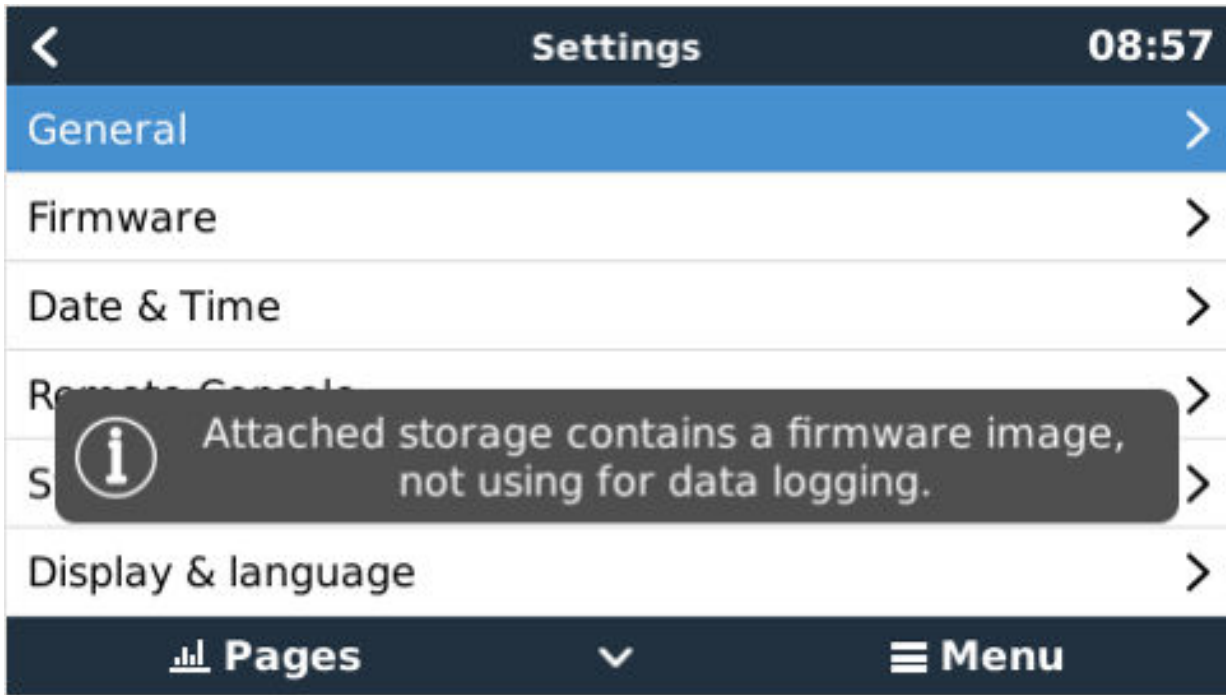 Settings 08:57
General
Firmware
Date & Time
Attached storage contains a firmware image,
not using for data logging.
Display & language
Pages Menu